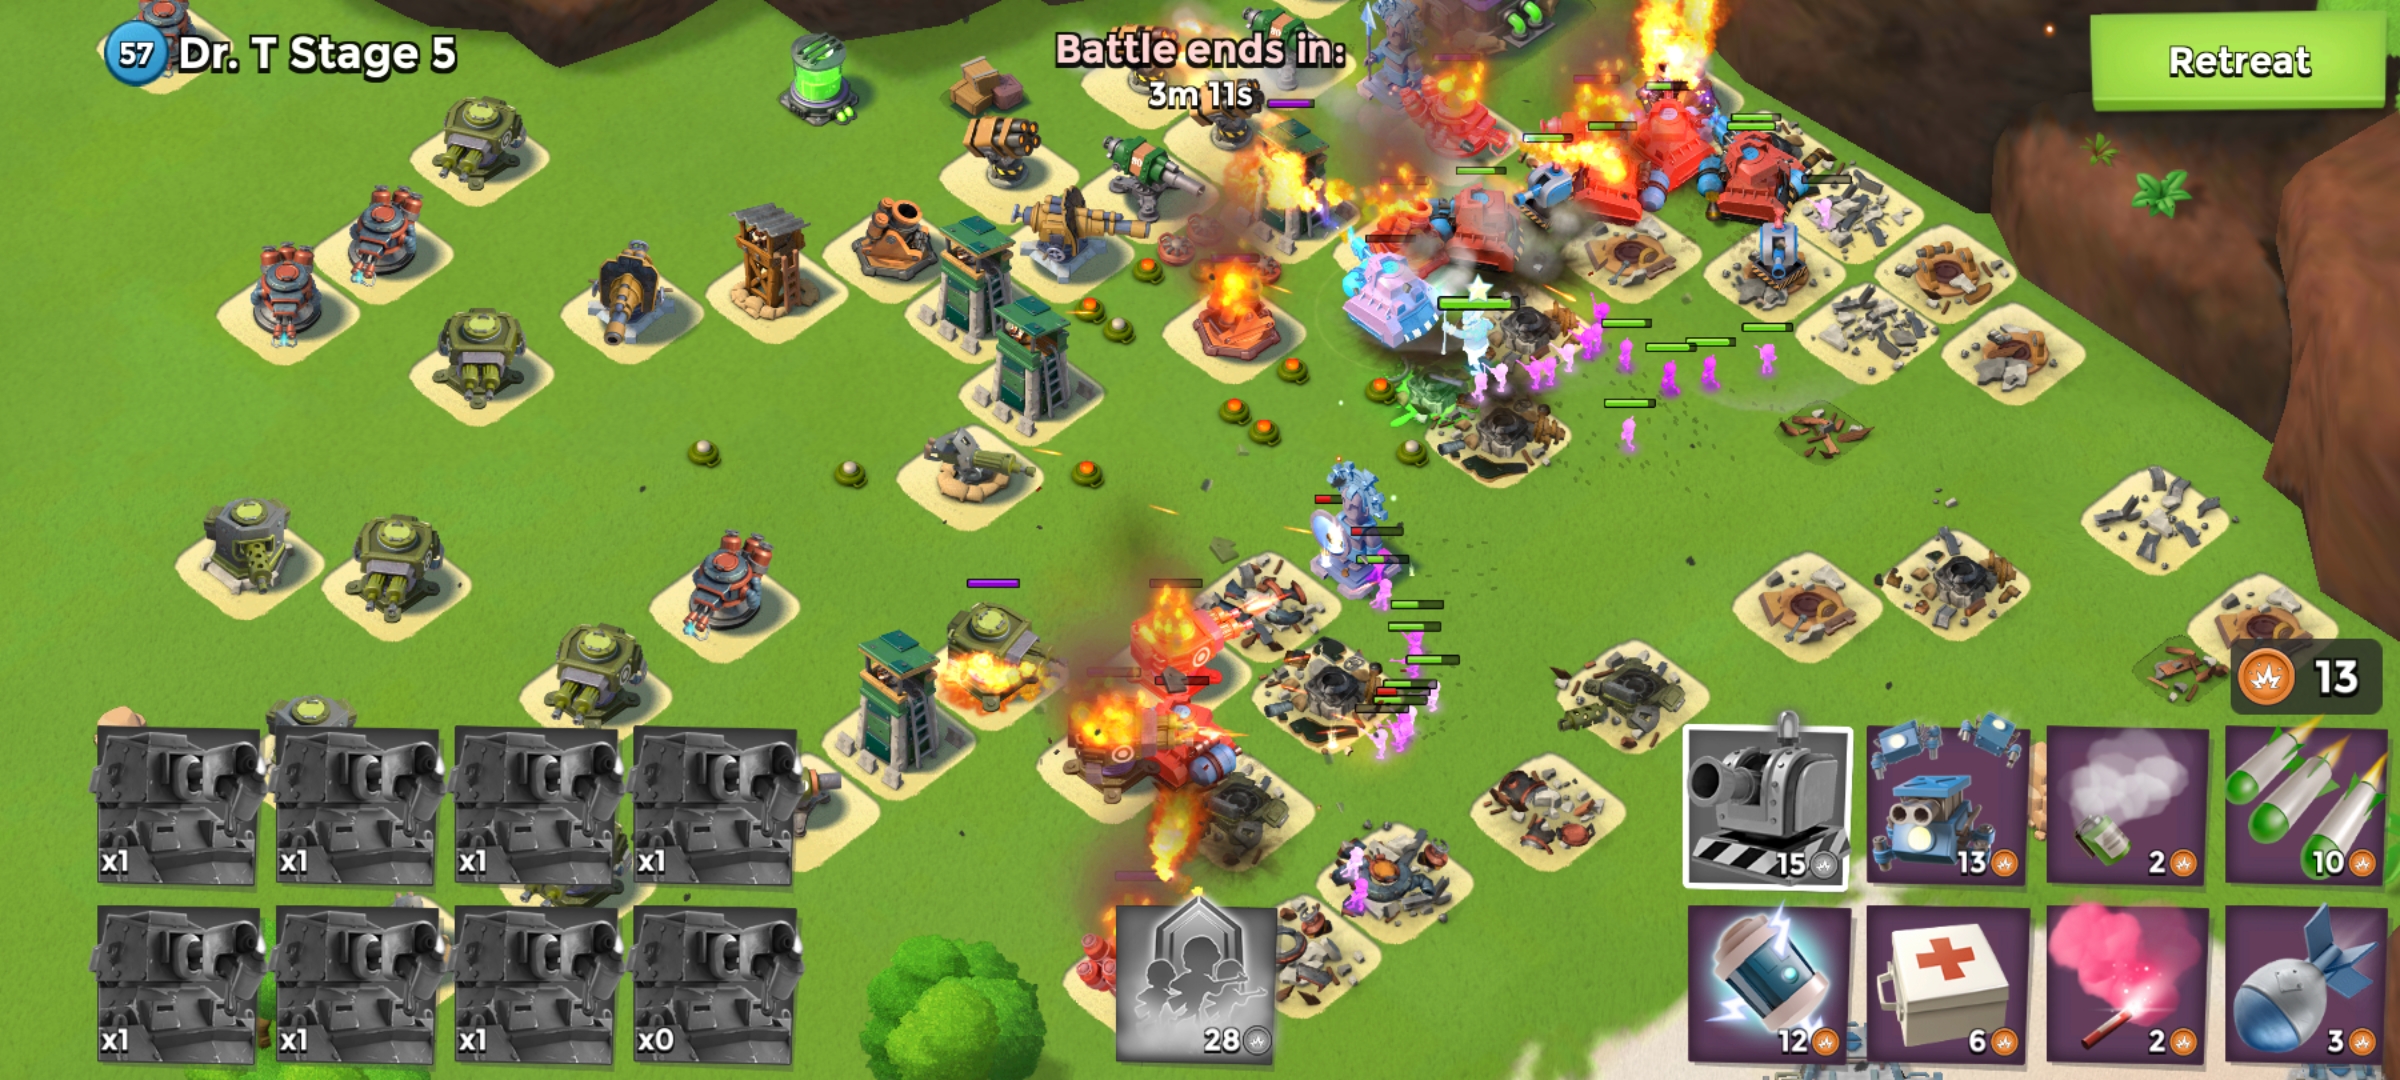 57 Dr. T Stage 5
Battle ends in:
3m 11s
Retreat
13
x1 x1 x1 x1
15 13 2 10
x1 x1 x1 x0
28
12 6 2 3